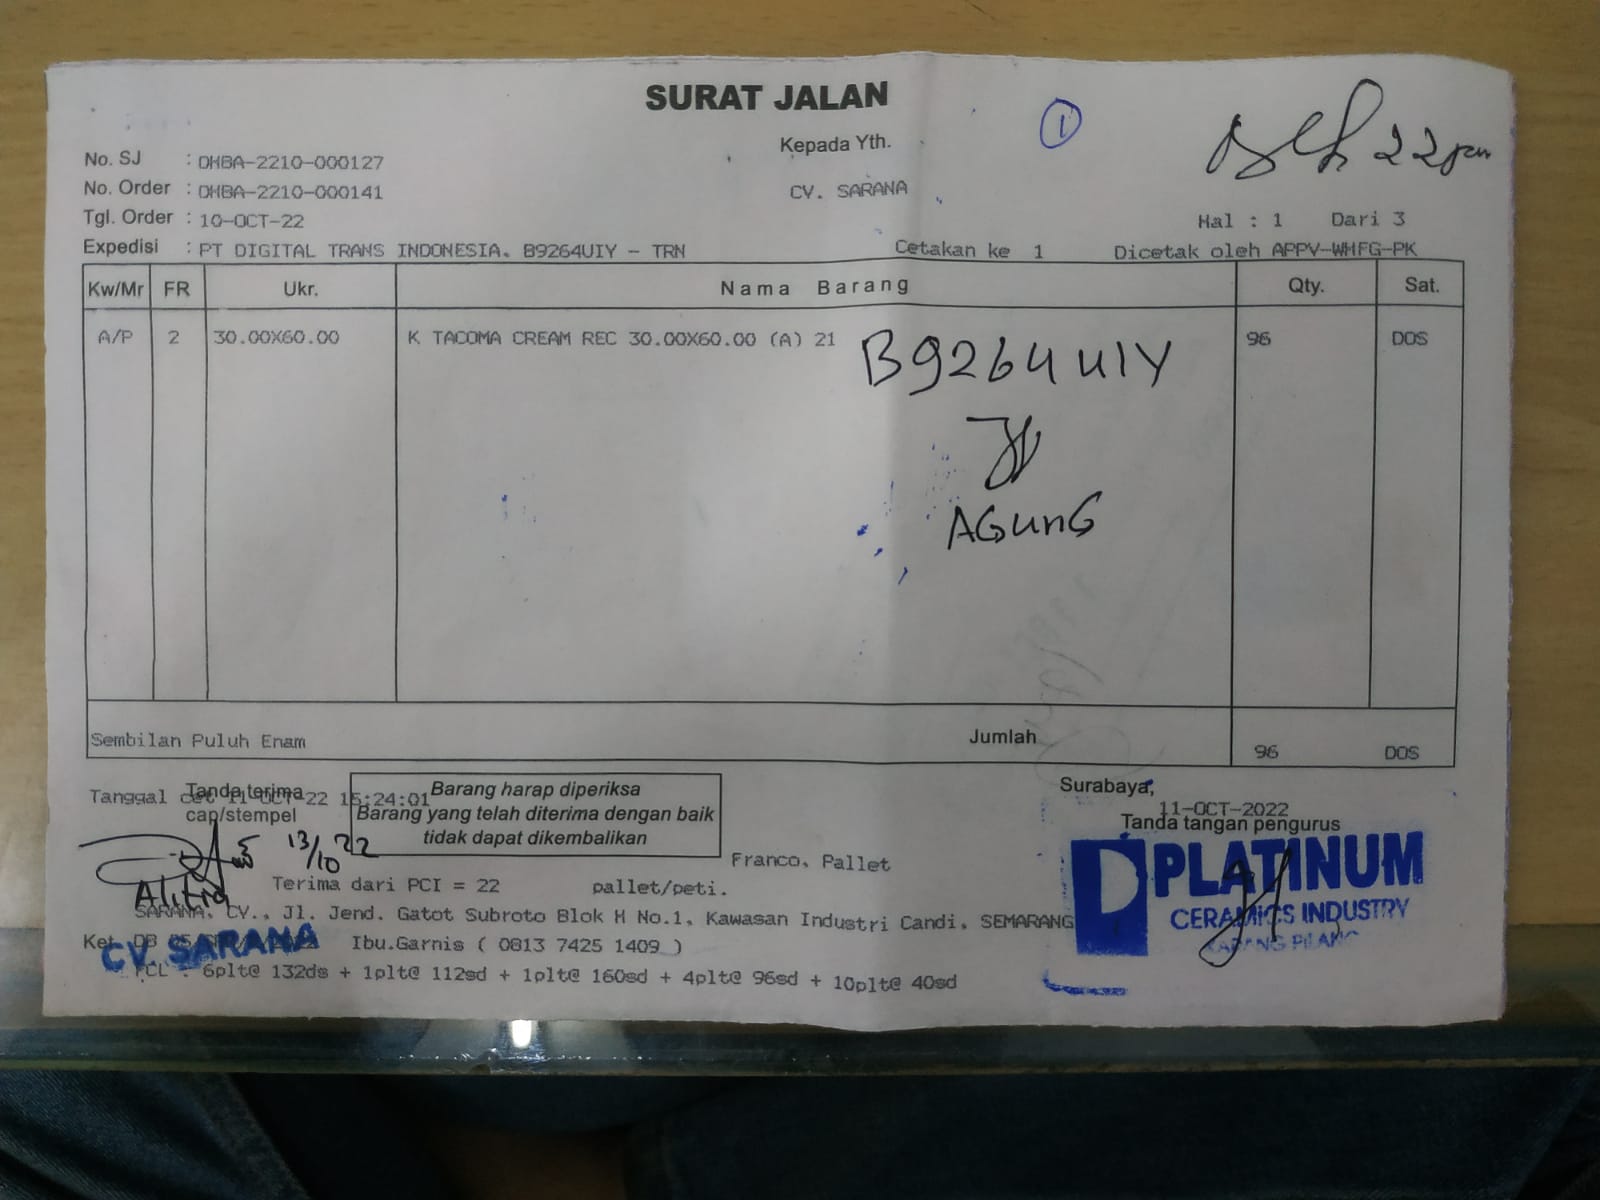 SURAT JALAN
①
22 pan
Kepada Yth.
CV. SARANA
No. SJ : DHBA-2210-000127
No. Order : DHBA-2210-000141
Tgl. Order : 10-OCT-22
Hal : 1 Dari 3
Expedisi : PT DIGITAL TRANS INDONESIA. B9264UIY - TRN
Cetakan ke 1 Dicetak oleh APPV-WHFG-PK
Kw/Mr FR Ukr. Nama Barang Qty. Sat.
A/P 2 30.00X60.00 K TACOMA CREAM REC 30.00X60.00 (A) 21 96 DOS
B9264UIY
AGUNG
Sembilan Puluh Enam Jumlah 96 DOS
Tanggal cet 11-OCT-22 15:24:01
Tanda terima
cap/stempel
13/10 22
Barang harap diperiksa
Barang yang telah diterima dengan baik
tidak dapat dikembalikan
Surabaya,
11-OCT-2022
Tanda tangan pengurus
Franco. Pallet
Terima dari PCI = 22 pallet/peti.
PLATINUM
CERAMICS INDUSTRY
KARANG PILANG
SARANA. CV., Jl. Jend. Gatot Subroto Blok H No.1, Kawasan Industri Candi, SEMARANG
Ket. Ibu.Garnis ( 0813 7425 1409 )
CV. SARANA
PCL : 6plt@ 132ds + 1plt@ 112sd + 1plt@ 160sd + 4plt@ 96sd + 10plt@ 40sd